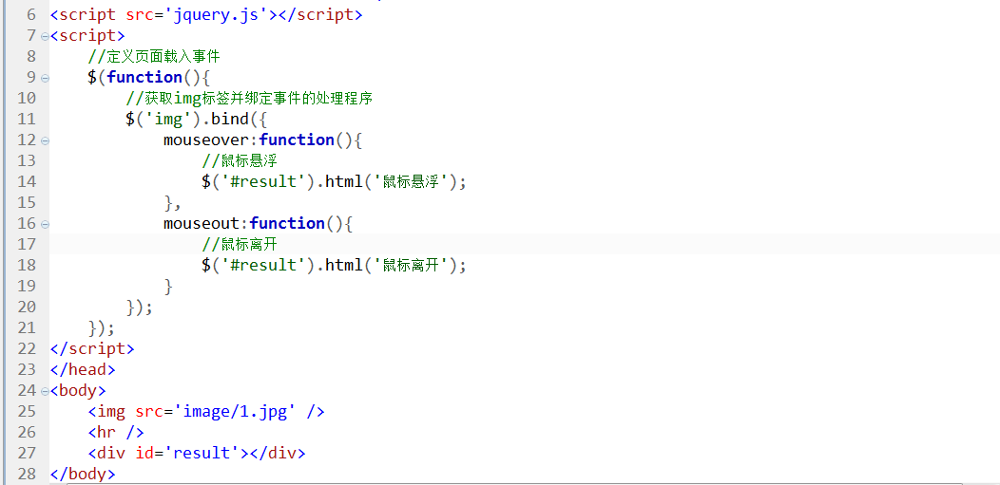 6 <script src='jquery.js'></script>
7 <script>
8 //定义页面载入事件
9 $(function(){
10 //获取img标签并绑定事件的处理程序
11 $('img').bind({
12 mouseover:function(){
13 //鼠标悬浮
14 $('#result').html('鼠标悬浮');
15 },
16 mouseout:function(){
17 //鼠标离开
18 $('#result').html('鼠标离开');
19 }
20 });
21 });
22 </script>
23 </head>
24 <body>
25 <img src='image/1.jpg' />
26 <hr />
27 <div id='result'></div>
28 </body>